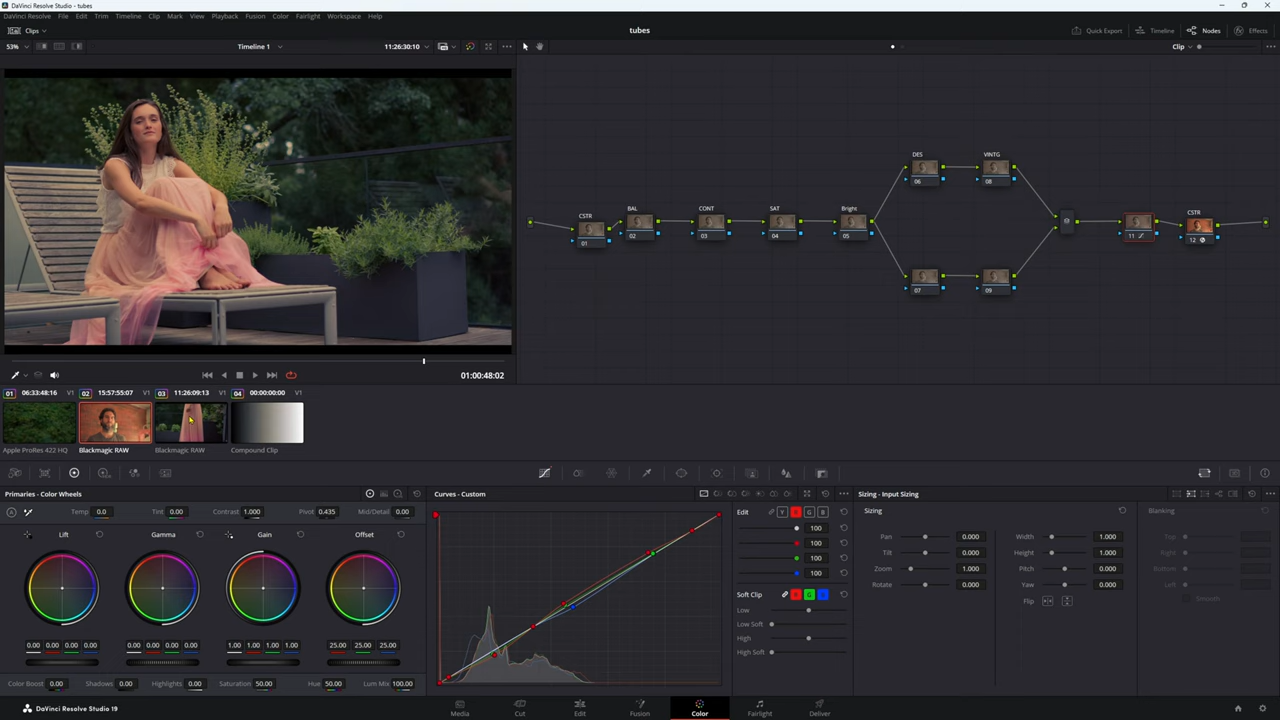 DaVinci Resolve Studio - tubes
DaVinci Resolve File Edit Trim Timeline Clip Mark View Playback Fusion Color Fairlight Workspace Help
Clips tubes Quick Export Timeline Nodes Effects
53% Timeline 1 11:26:30:10 Clip
DES VINTG
06 08
CSTR BAL CONT SAT Bright CSTR
01 02 03 04 05 11 12
07 09
01:00:48:02
01 06:33:48:16 V1 02 15:57:55:07 V1 03 11:26:09:13 V1 04 00:00:00:00 V1
Apple ProRes 422 HQ Blackmagic RAW Blackmagic RAW Compound Clip
Primaries - Color Wheels Curves - Custom Sizing - Input Sizing
Temp 0.0 Tint 0.00 Contrast 1.000 Pivot 0.435 Mid/Detail 0.00 Edit Y R G B Sizing Blanking
Lift Gamma Gain Offset
100
100
100
100
Pan 0.000 Width 1.000 Top
Tilt 0.000 Height 1.000 Right
Zoom 1.000 Pitch 0.000 Bottom
Rotate 0.000 Yaw 0.000 Left
Soft Clip R G B Flip Smooth
Low
Low Soft
High
High Soft
0.00 0.00 0.00 0.00 0.00 0.00 0.00 0.00 1.00 1.00 1.00 1.00 25.00 25.00 25.00
Color Boost 0.00 Shadows 0.00 Highlights 0.00 Saturation 50.00 Hue 50.00 Lum Mix 100.00
DaVinci Resolve Studio 19 Media Cut Edit Fusion Color Fairlight Deliver